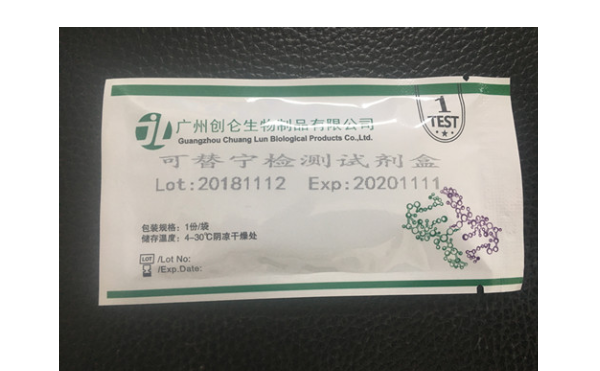 1
TEST
广州创仑生物制品有限公司
Guangzhou Chuang Lun Biological Products Co.,Ltd.
可替宁检测试剂盒
Lot:20181112 Exp:20201111
包装规格：1份/袋
储存温度：4-30℃阴凉干燥处
LOT /Lot No:
/Exp.Date: